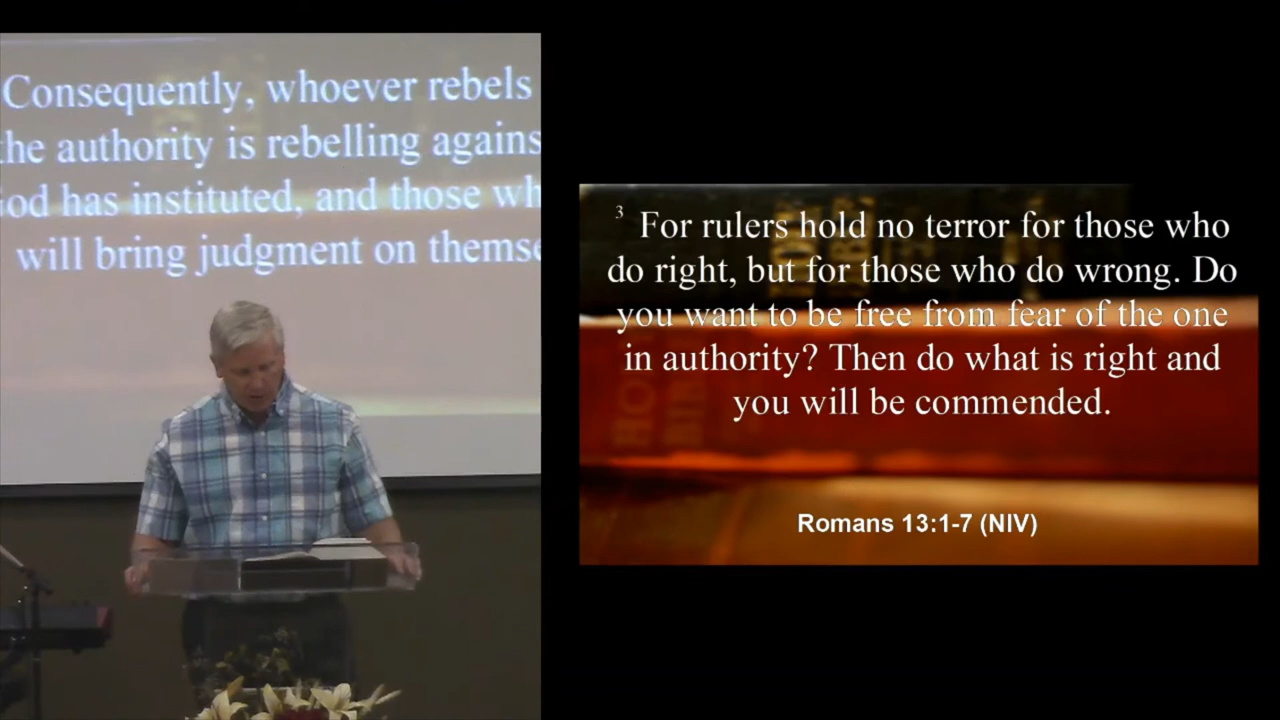 Consequently, whoever rebels
the authority is rebelling
God has instituted, and those
will bring judgment on
3 For rulers hold no terror for those who
do right, but for those who do wrong. Do
you want to be free from fear of the one
in authority? Then do what is right and
you will be commended.
Romans 13:1-7 (NIV)